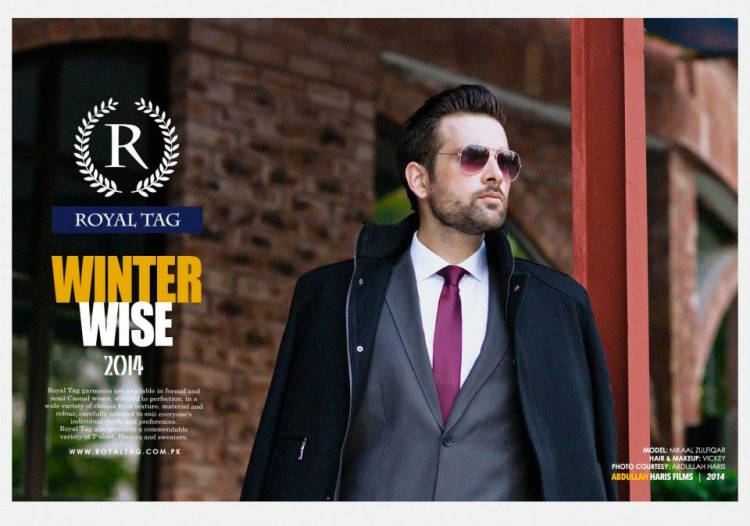 R
ROYAL TAG
WINTER
WISE
2014
Royal Tag garments are available in formal and
semi-Casual wears, stitched to perfection, in a
wide variety of choices from texture, material and
colour, carefully selected to suit everyone's
individual needs and preferences.
Royal Tag also produces a commendable
variety of T-shirt, Blazers and sweaters.
WWW.ROYALTAG.COM.PK
MODEL: MIKAAL ZULFIQAR
HAIR & MAKEUP: VICKEY
PHOTO COURTESY: ABDULLAH HARIS
ABDULLAH HARIS FILMS | 2014